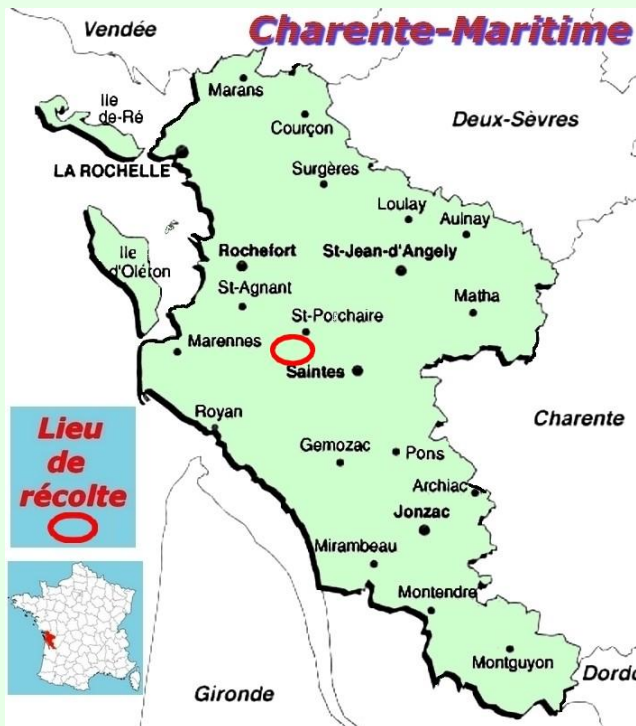 Vendée
Charente-Maritime
Marans
Ile
de-Ré
Courçon
Deux-Sèvres
LA ROCHELLE
Surgères
Loulay
Aulnay
Ile
d'Oléron
Rochefort
St-Jean-d'Angely
St-Agnant
Matha
St-Porchaire
Marennes
Saintes
Royan
Charente
Lieu
de
récolte
Gemozac
Pons
Archiac
Jonzac
Mirambeau
Montendre
Montguyon
Dordo
Gironde